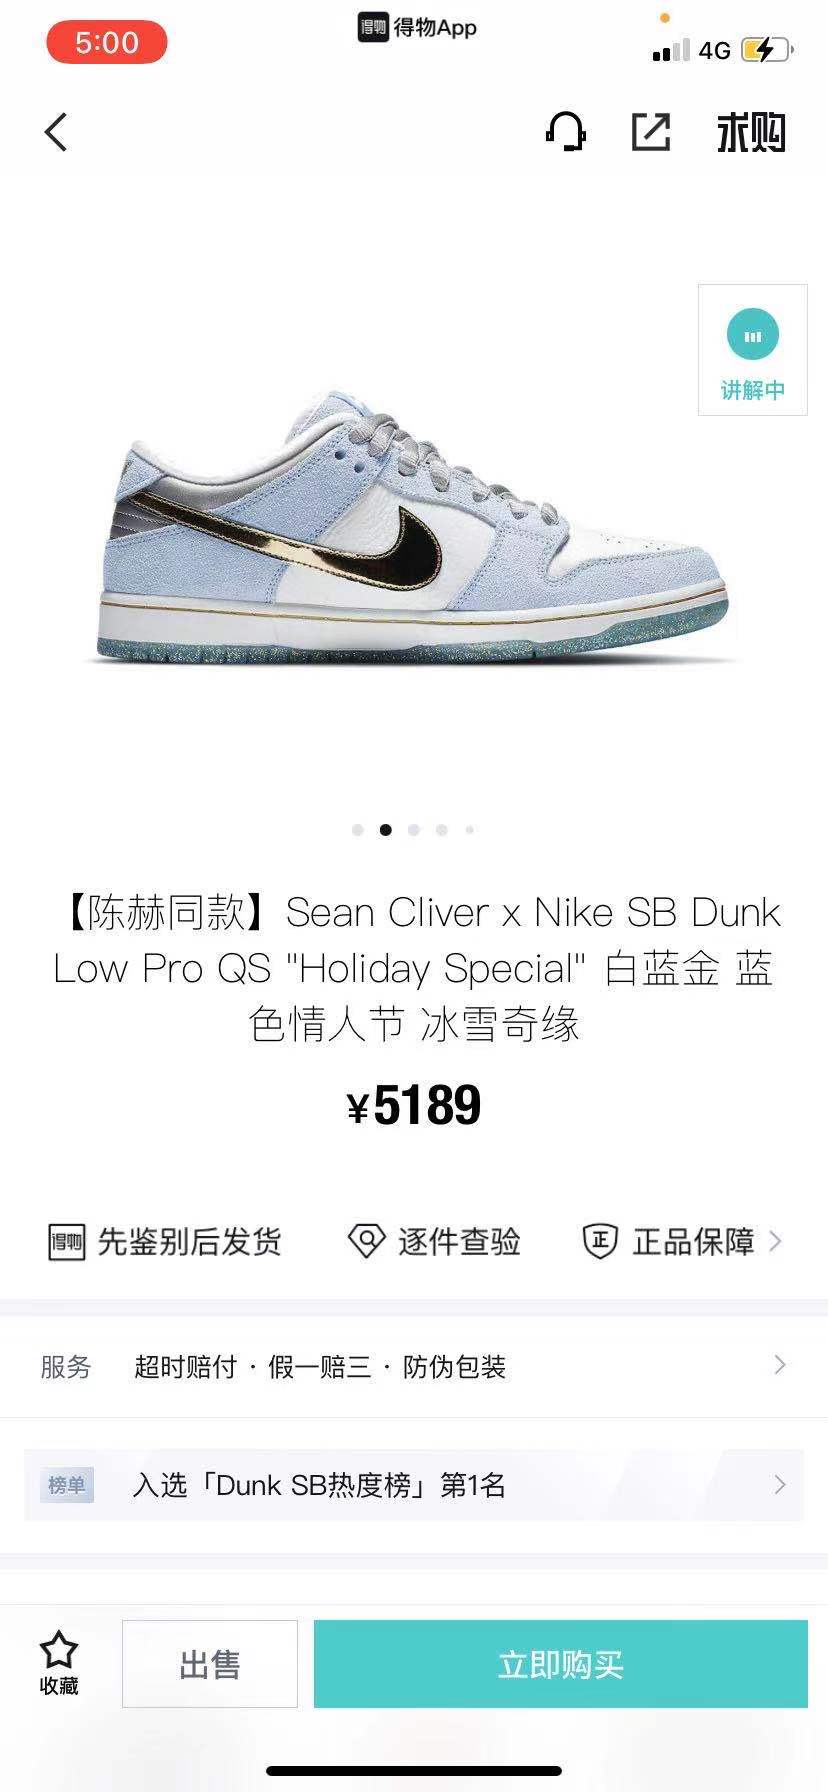 得物App
5:00
4G
求购
讲解中
【陈赫同款】Sean Cliver x Nike SB Dunk
Low Pro QS "Holiday Special" 白蓝金 蓝
色情人节 冰雪奇缘
¥5189
得物 先鉴别后发货 逐件查验 正 正品保障
服务 超时赔付 · 假一赔三 · 防伪包装
榜单 入选「Dunk SB热度榜」第1名
收藏 出售 立即购买